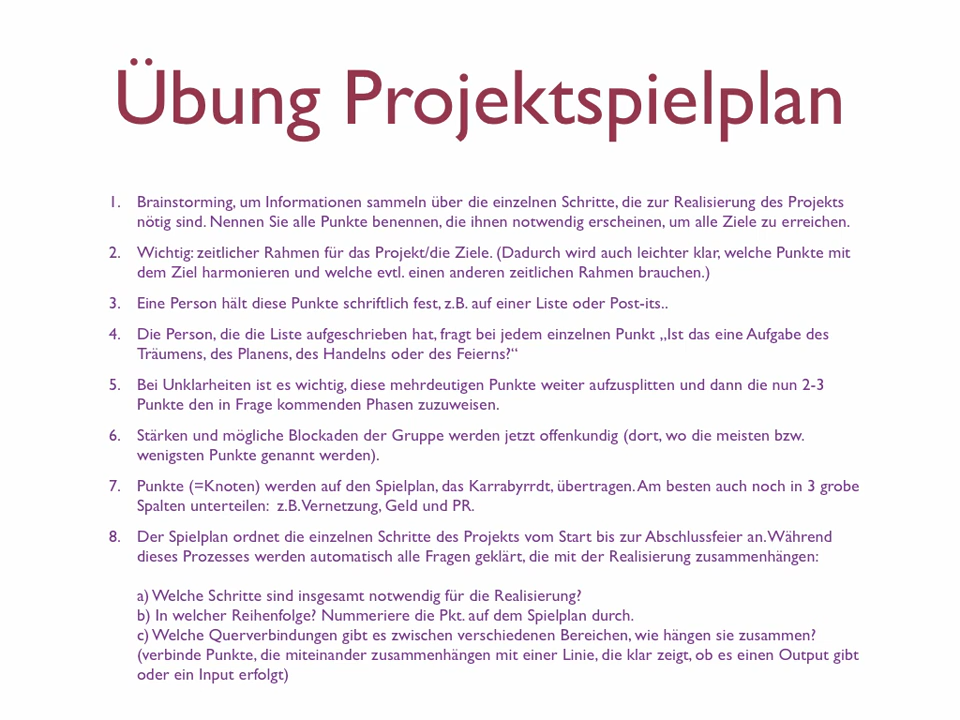 Übung Projektspielplan
1. Brainstorming, um Informationen sammeln über die einzelnen Schritte, die zur Realisierung des Projekts
nötig sind. Nennen Sie alle Punkte benennen, die ihnen notwendig erscheinen, um alle Ziele zu erreichen.
2. Wichtig: zeitlicher Rahmen für das Projekt/die Ziele. (Dadurch wird auch leichter klar, welche Punkte mit
dem Ziel harmonieren und welche evtl. einen anderen zeitlichen Rahmen brauchen.)
3. Eine Person hält diese Punkte schriftlich fest, z.B. auf einer Liste oder Post-its..
4. Die Person, die die Liste aufgeschrieben hat, fragt bei jedem einzelnen Punkt „Ist das eine Aufgabe des
Träumens, des Planens, des Handelns oder des Feierns?“
5. Bei Unklarheiten ist es wichtig, diese mehrdeutigen Punkte weiter aufzusplitten und dann die nun 2-3
Punkte den in Frage kommenden Phasen zuzuweisen.
6. Stärken und mögliche Blockaden der Gruppe werden jetzt offenkundig (dort, wo die meisten bzw.
wenigsten Punkte genannt werden).
7. Punkte (=Knoten) werden auf den Spielplan, das Karrabyrrdt, übertragen. Am besten auch noch in 3 grobe
Spalten unterteilen: z.B. Vernetzung, Geld und PR.
8. Der Spielplan ordnet die einzelnen Schritte des Projekts vom Start bis zur Abschlussfeier an. Während
dieses Prozesses werden automatisch alle Fragen geklärt, die mit der Realisierung zusammenhängen:
a) Welche Schritte sind insgesamt notwendig für die Realisierung?
b) In welcher Reihenfolge? Nummeriere die Pkt. auf dem Spielplan durch.
c) Welche Querverbindungen gibt es zwischen verschiedenen Bereichen, wie hängen sie zusammen?
(verbinde Punkte, die miteinander zusammenhängen mit einer Linie, die klar zeigt, ob es einen Output gibt
oder ein Input erfolgt)